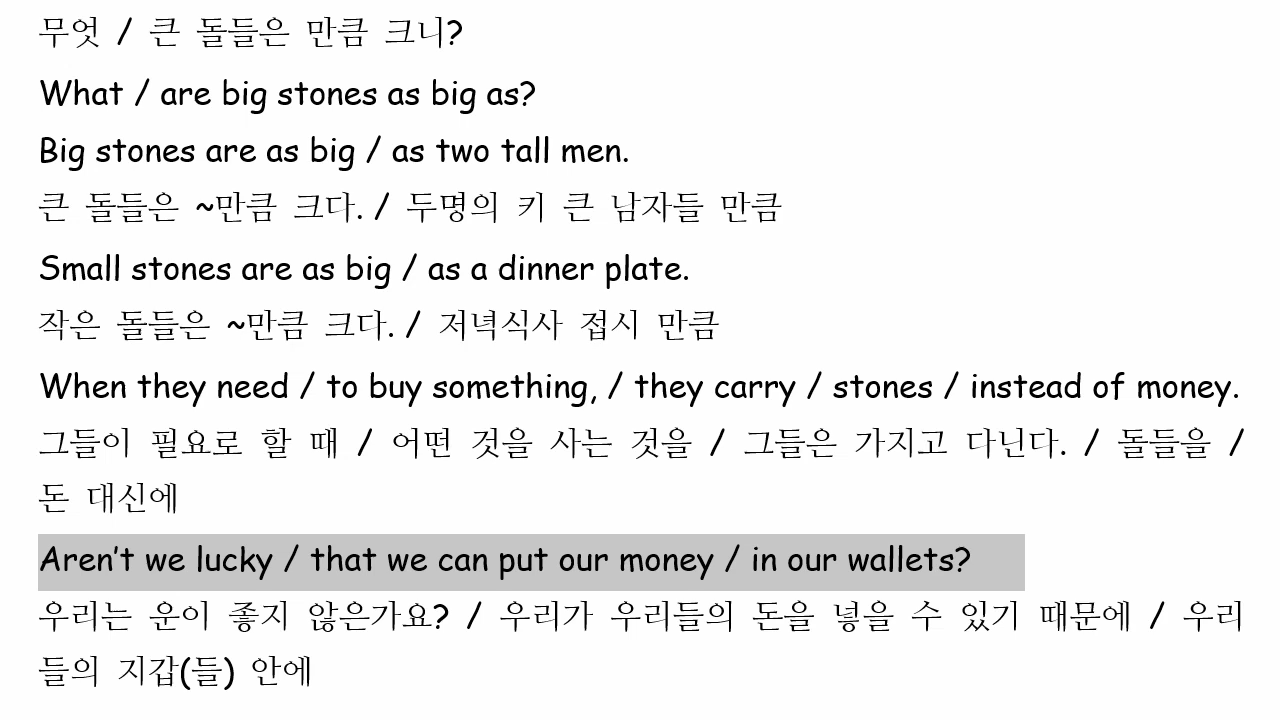 무엇 / 큰 돌들은 만큼 크니?
What / are big stones as big as?
Big stones are as big / as two tall men.
큰 돌들은 ~만큼 크다. / 두명의 키 큰 남자들 만큼
Small stones are as big / as a dinner plate.
작은 돌들은 ~만큼 크다. / 저녁식사 접시 만큼
When they need / to buy something, / they carry / stones / instead of money.
그들이 필요로 할 때 / 어떤 것을 사는 것을 / 그들은 가지고 다닌다. / 돌들을 /
돈 대신에
Aren’t we lucky / that we can put our money / in our wallets?
우리는 운이 좋지 않은가요? / 우리가 우리들의 돈을 넣을 수 있기 때문에 / 우리
들의 지갑(들) 안에